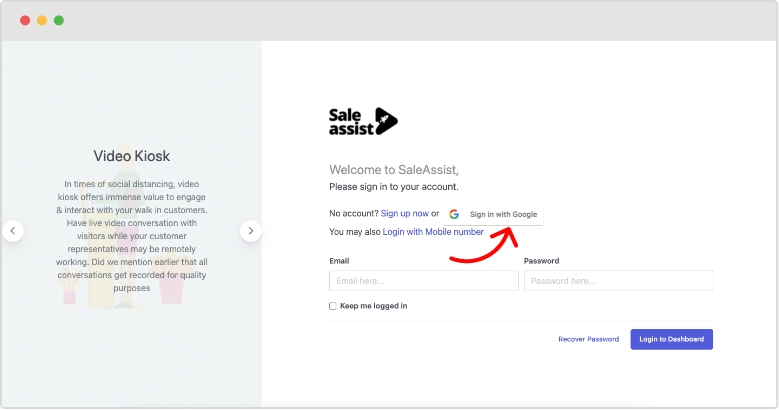 Video Kiosk
In times of social distancing, video
kiosk offers immense value to engage
& interact with your walk in customers.
Have live video conversation with
visitors while your customer
representatives may be remotely
working. Did we mention earlier that all
conversations get recorded for quality
purposes
Sale
assist
Welcome to SaleAssist,
Please sign in to your account.
No account? Sign up now or Sign in with Google
You may also Login with Mobile number
Email Password
Email here... Password here...
Keep me logged in
Recover Password Login to Dashboard